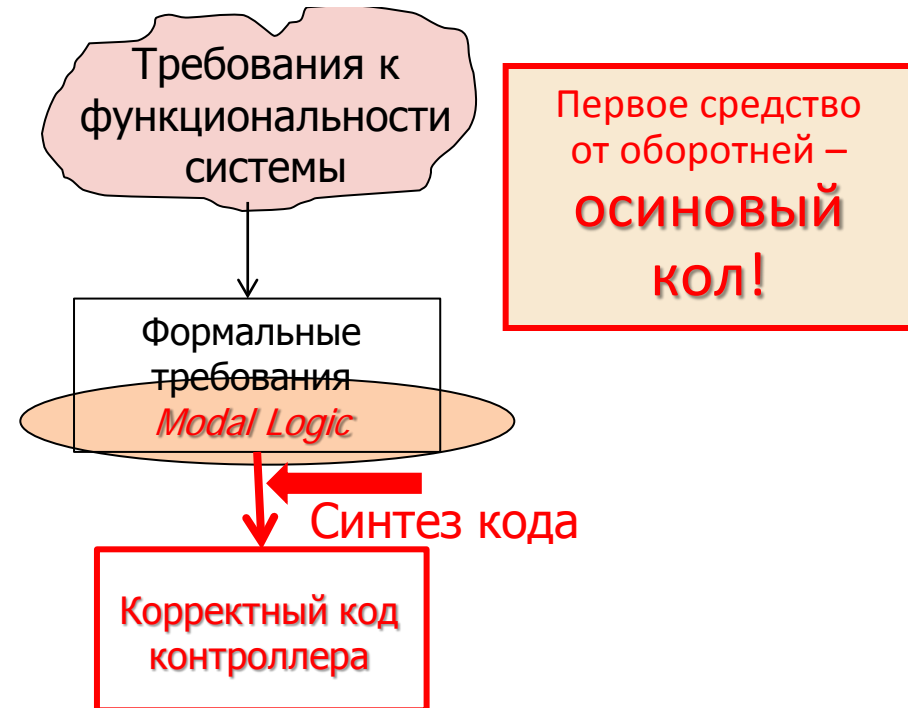 Требования к
функциональности
системы
Первое средство
от оборотней –
осиновый
кол!
Формальные
требования
Modal Logic
Синтез кода
Корректный код
контроллера